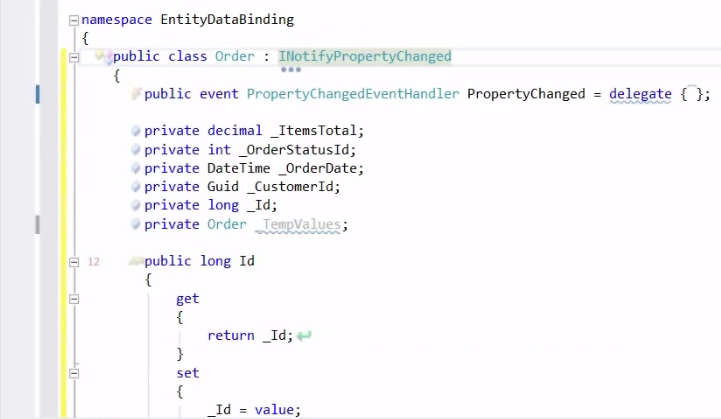 namespace EntityDataBinding
{
public class Order : INotifyPropertyChanged
{
public event PropertyChangedEventHandler PropertyChanged = delegate { };
private decimal _ItemsTotal;
private int _OrderStatusId;
private DateTime _OrderDate;
private Guid _CustomerId;
private long _Id;
private Order _TempValues;
12 public long Id
{
get
{
return _Id;
}
set
{
_Id = value;